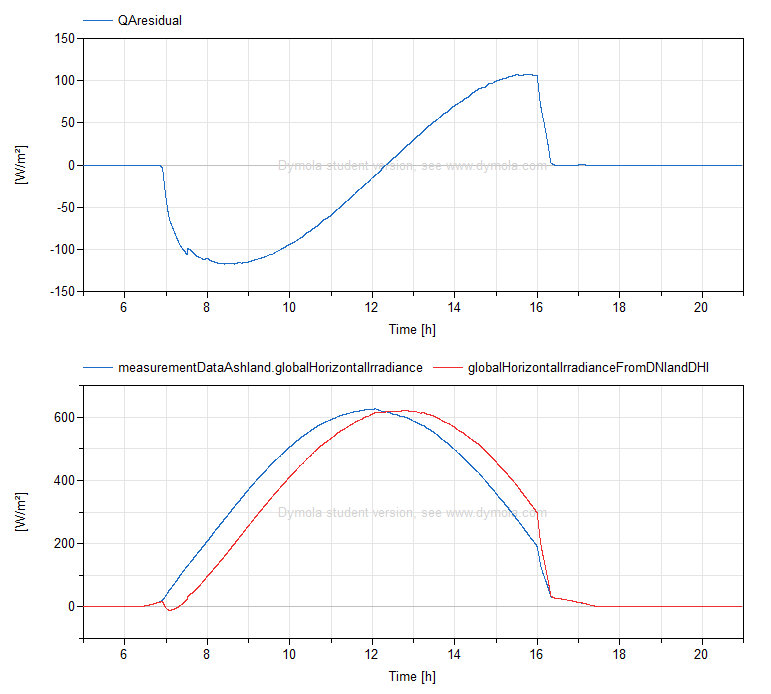 QAresidual
150
100
50
0
-50
-100
-150
[W/m²]
Dymola student version, see www.dymola.com
6 8 10 12 14 16 18 20
Time [h]
measurementDataAshland.globalHorizontalIrradiance globalHorizontalIrradianceFromDNIandDHI
600
400
200
0
[W/m²]
Dymola student version, see www.dymola.com
6 8 10 12 14 16 18 20
Time [h]